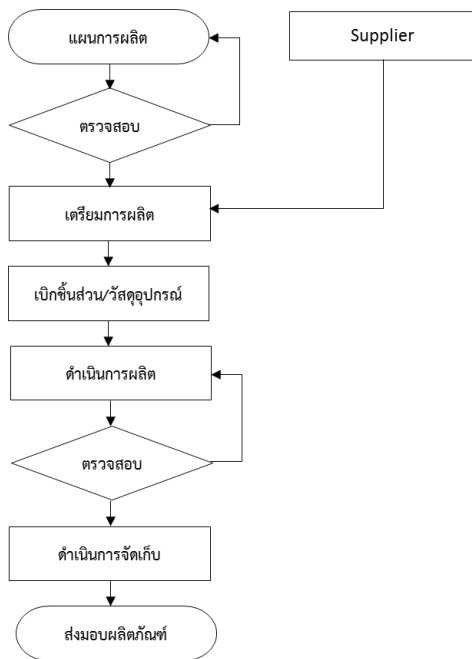 แผนการผลิต
Supplier
ตรวจสอบ
เตรียมการผลิต
เบิกชิ้นส่วน/วัสดุอุปกรณ์
ดำเนินการผลิต
ตรวจสอบ
ดำเนินการจัดเก็บ
ส่งมอบผลิตภัณฑ์